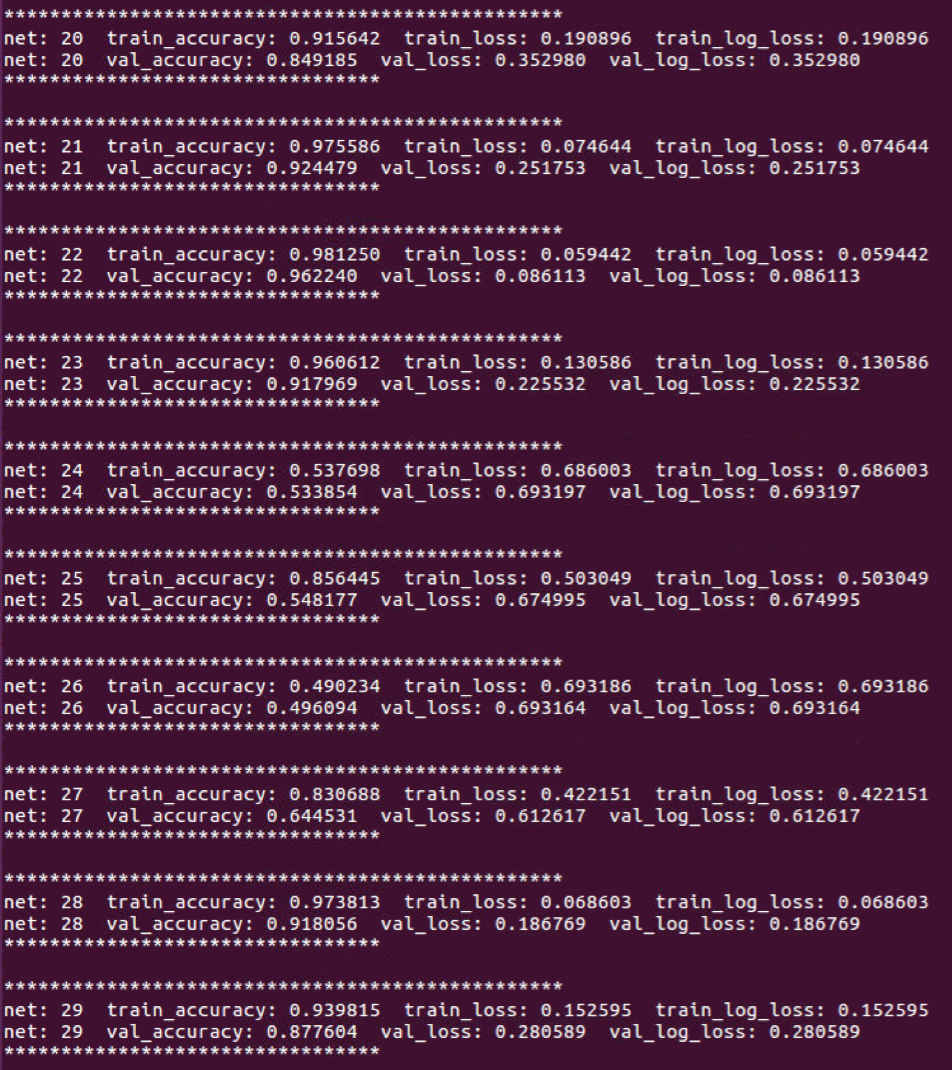 *************************************************
net: 20  train_accuracy: 0.915642  train_loss: 0.190896  train_log_loss: 0.190896
net: 20  val_accuracy: 0.849185  val_loss: 0.352980  val_log_loss: 0.352980
*********************************
*************************************************
net: 21  train_accuracy: 0.975586  train_loss: 0.074644  train_log_loss: 0.074644
net: 21  val_accuracy: 0.924479  val_loss: 0.251753  val_log_loss: 0.251753
*********************************
*************************************************
net: 22  train_accuracy: 0.981250  train_loss: 0.059442  train_log_loss: 0.059442
net: 22  val_accuracy: 0.962240  val_loss: 0.086113  val_log_loss: 0.086113
*********************************
*************************************************
net: 23  train_accuracy: 0.960612  train_loss: 0.130586  train_log_loss: 0.130586
net: 23  val_accuracy: 0.917969  val_loss: 0.225532  val_log_loss: 0.225532
*********************************
*************************************************
net: 24  train_accuracy: 0.537698  train_loss: 0.686003  train_log_loss: 0.686003
net: 24  val_accuracy: 0.533854  val_loss: 0.693197  val_log_loss: 0.693197
*********************************
*************************************************
net: 25  train_accuracy: 0.856445  train_loss: 0.503049  train_log_loss: 0.503049
net: 25  val_accuracy: 0.548177  val_loss: 0.674995  val_log_loss: 0.674995
*********************************
*************************************************
net: 26  train_accuracy: 0.490234  train_loss: 0.693186  train_log_loss: 0.693186
net: 26  val_accuracy: 0.496094  val_loss: 0.693164  val_log_loss: 0.693164
*********************************
*************************************************
net: 27  train_accuracy: 0.830688  train_loss: 0.422151  train_log_loss: 0.422151
net: 27  val_accuracy: 0.644531  val_loss: 0.612617  val_log_loss: 0.612617
*********************************
*************************************************
net: 28  train_accuracy: 0.973813  train_loss: 0.068603  train_log_loss: 0.068603
net: 28  val_accuracy: 0.918056  val_loss: 0.186769  val_log_loss: 0.186769
*********************************
*************************************************
net: 29  train_accuracy: 0.939815  train_loss: 0.152595  train_log_loss: 0.152595
net: 29  val_accuracy: 0.877604  val_loss: 0.280589  val_log_loss: 0.280589
*********************************